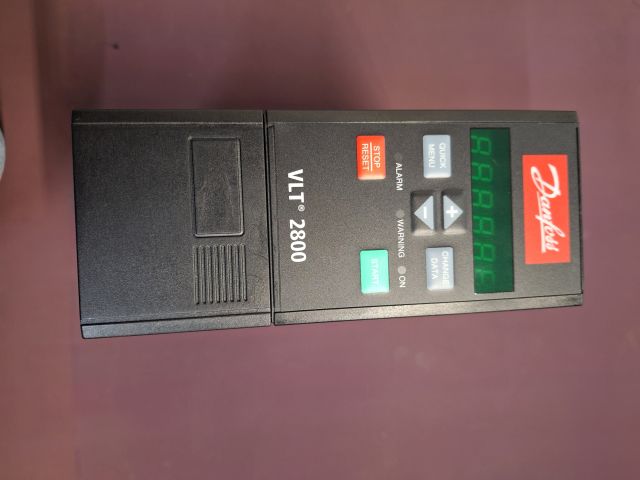 Danfoss
QUICK
MENU
+
−
CHANGE
DATA
STOP
RESET
ALARM
WARNING
ON
START
VLT® 2800